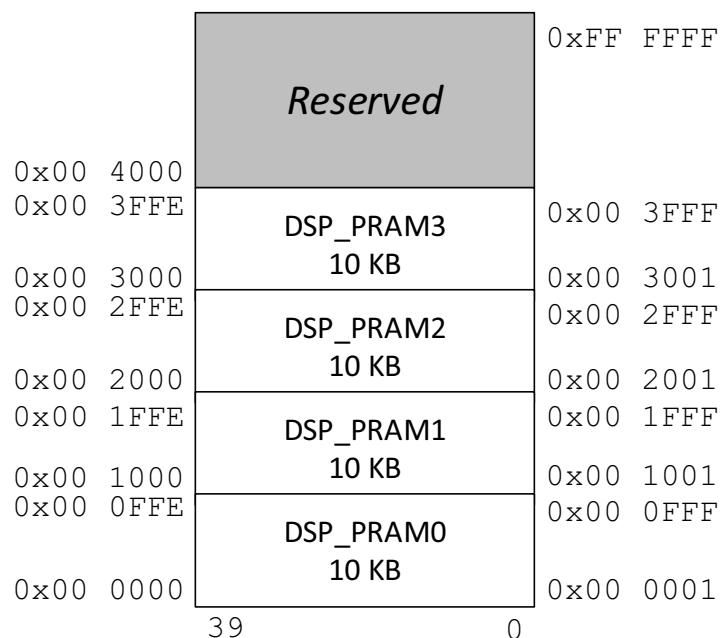 0xFF FFFF
Reserved
0x00 4000
0x00 3FFE
0x00 3FFF
DSP_PRAM3
10 KB
0x00 3000
0x00 3001
0x00 2FFE
0x00 2FFF
DSP_PRAM2
10 KB
0x00 2000
0x00 2001
0x00 1FFE
0x00 1FFF
DSP_PRAM1
10 KB
0x00 1000
0x00 1001
0x00 0FFE
0x00 0FFF
DSP_PRAM0
10 KB
0x00 0000
0x00 0001
39
0